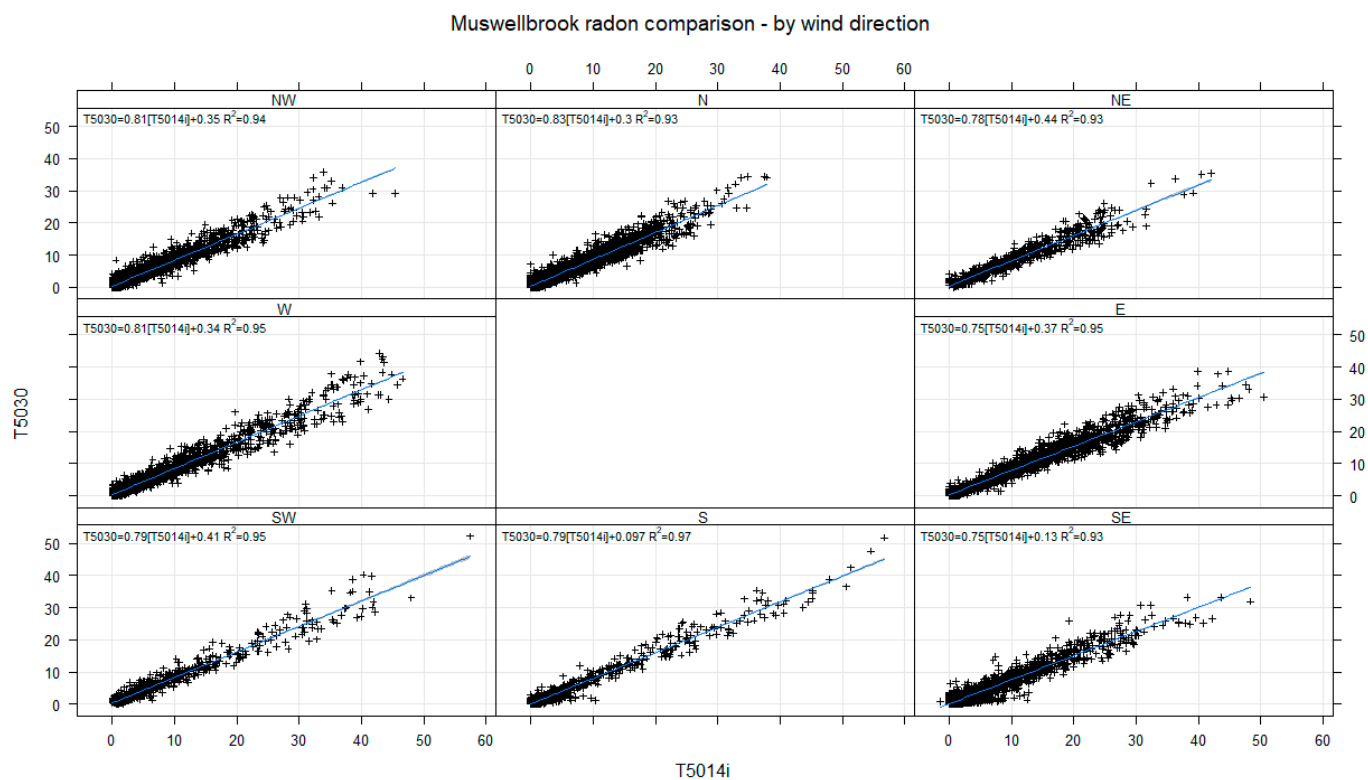 Muswellbrook radon comparison - by wind direction
0 10 20 30 40 50 60
NW N NE
T5030=0.81[T5014i]+0.35 R²=0.94
T5030=0.83[T5014i]+0.3 R²=0.93
T5030=0.78[T5014i]+0.44 R²=0.93
50
40
30
20
10
0
W E
T5030=0.81[T5014i]+0.34 R²=0.95
T5030=0.75[T5014i]+0.37 R²=0.95
50
40
30
20
10
0
T5030
SW S SE
T5030=0.79[T5014i]+0.41 R²=0.95
T5030=0.79[T5014i]+0.097 R²=0.97
T5030=0.75[T5014i]+0.13 R²=0.93
50
40
30
20
10
0
0 10 20 30 40 50 60
0 10 20 30 40 50 60
T5014i